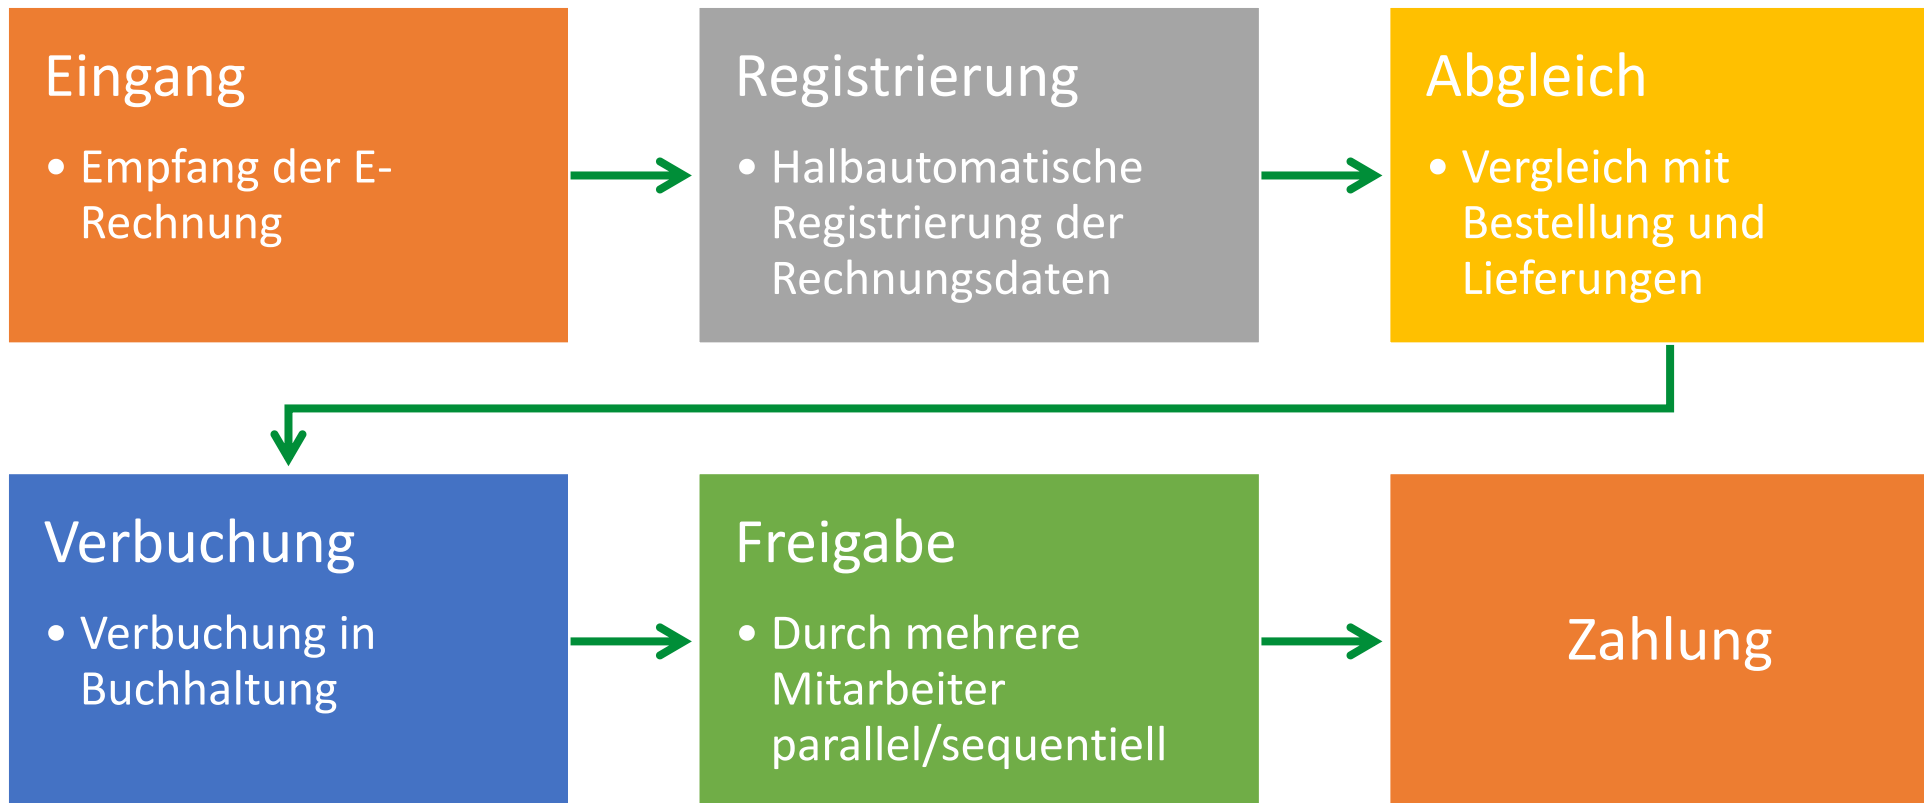 Eingang
• Empfang der E-
Rechnung
Registrierung
• Halbautomatische
Registrierung der
Rechnungsdaten
Abgleich
• Vergleich mit
Bestellung und
Lieferungen
Verbuchung
• Verbuchung in
Buchhaltung
Freigabe
• Durch mehrere
Mitarbeiter
parallel/sequentiell
Zahlung